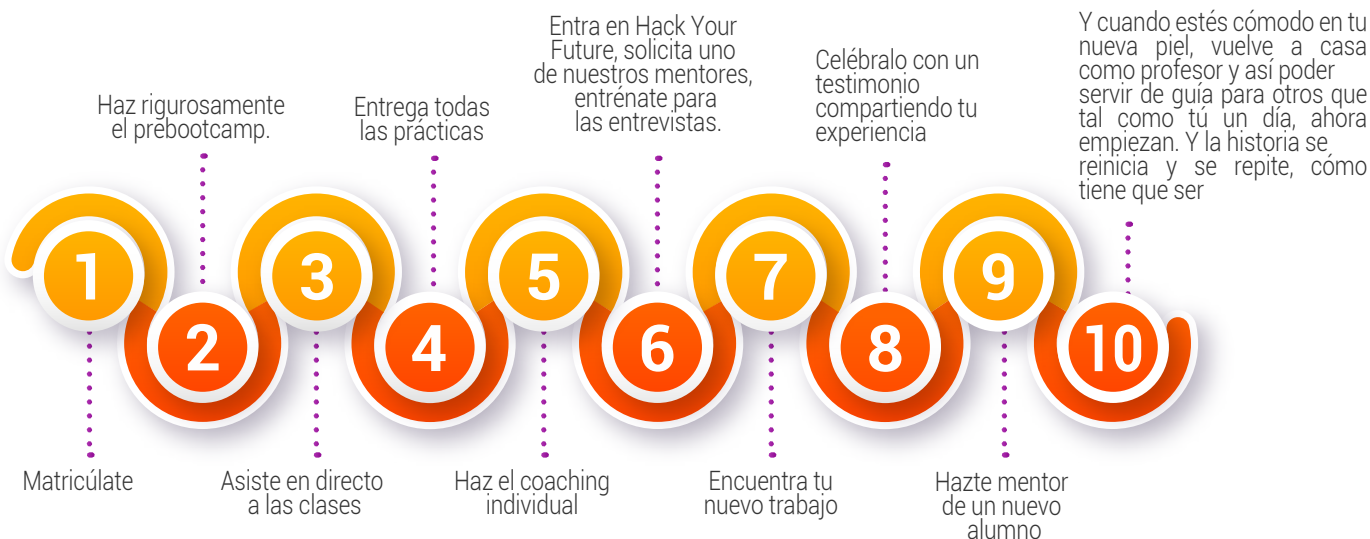 1
Matricúlate
2
Haz rigurosamente
el prebootcamp.
3
Asiste en directo
a las clases
4
Entrega todas
las prácticas
5
Haz el coaching
individual
6
Entra en Hack Your
Future, solicita uno
de nuestros mentores,
entrénate para
las entrevistas.
7
Encuentra tu
nuevo trabajo
8
Celébralo con un
testimonio
compartiendo tu
experiencia
9
Hazte mentor
de un nuevo
alumno
10
Y cuando estés cómodo en tu
nueva piel, vuelve a casa
como profesor y así poder
servir de guía para otros que
tal como tú un día, ahora
empiezan. Y la historia se
reinicia y se repite, cómo
tiene que ser